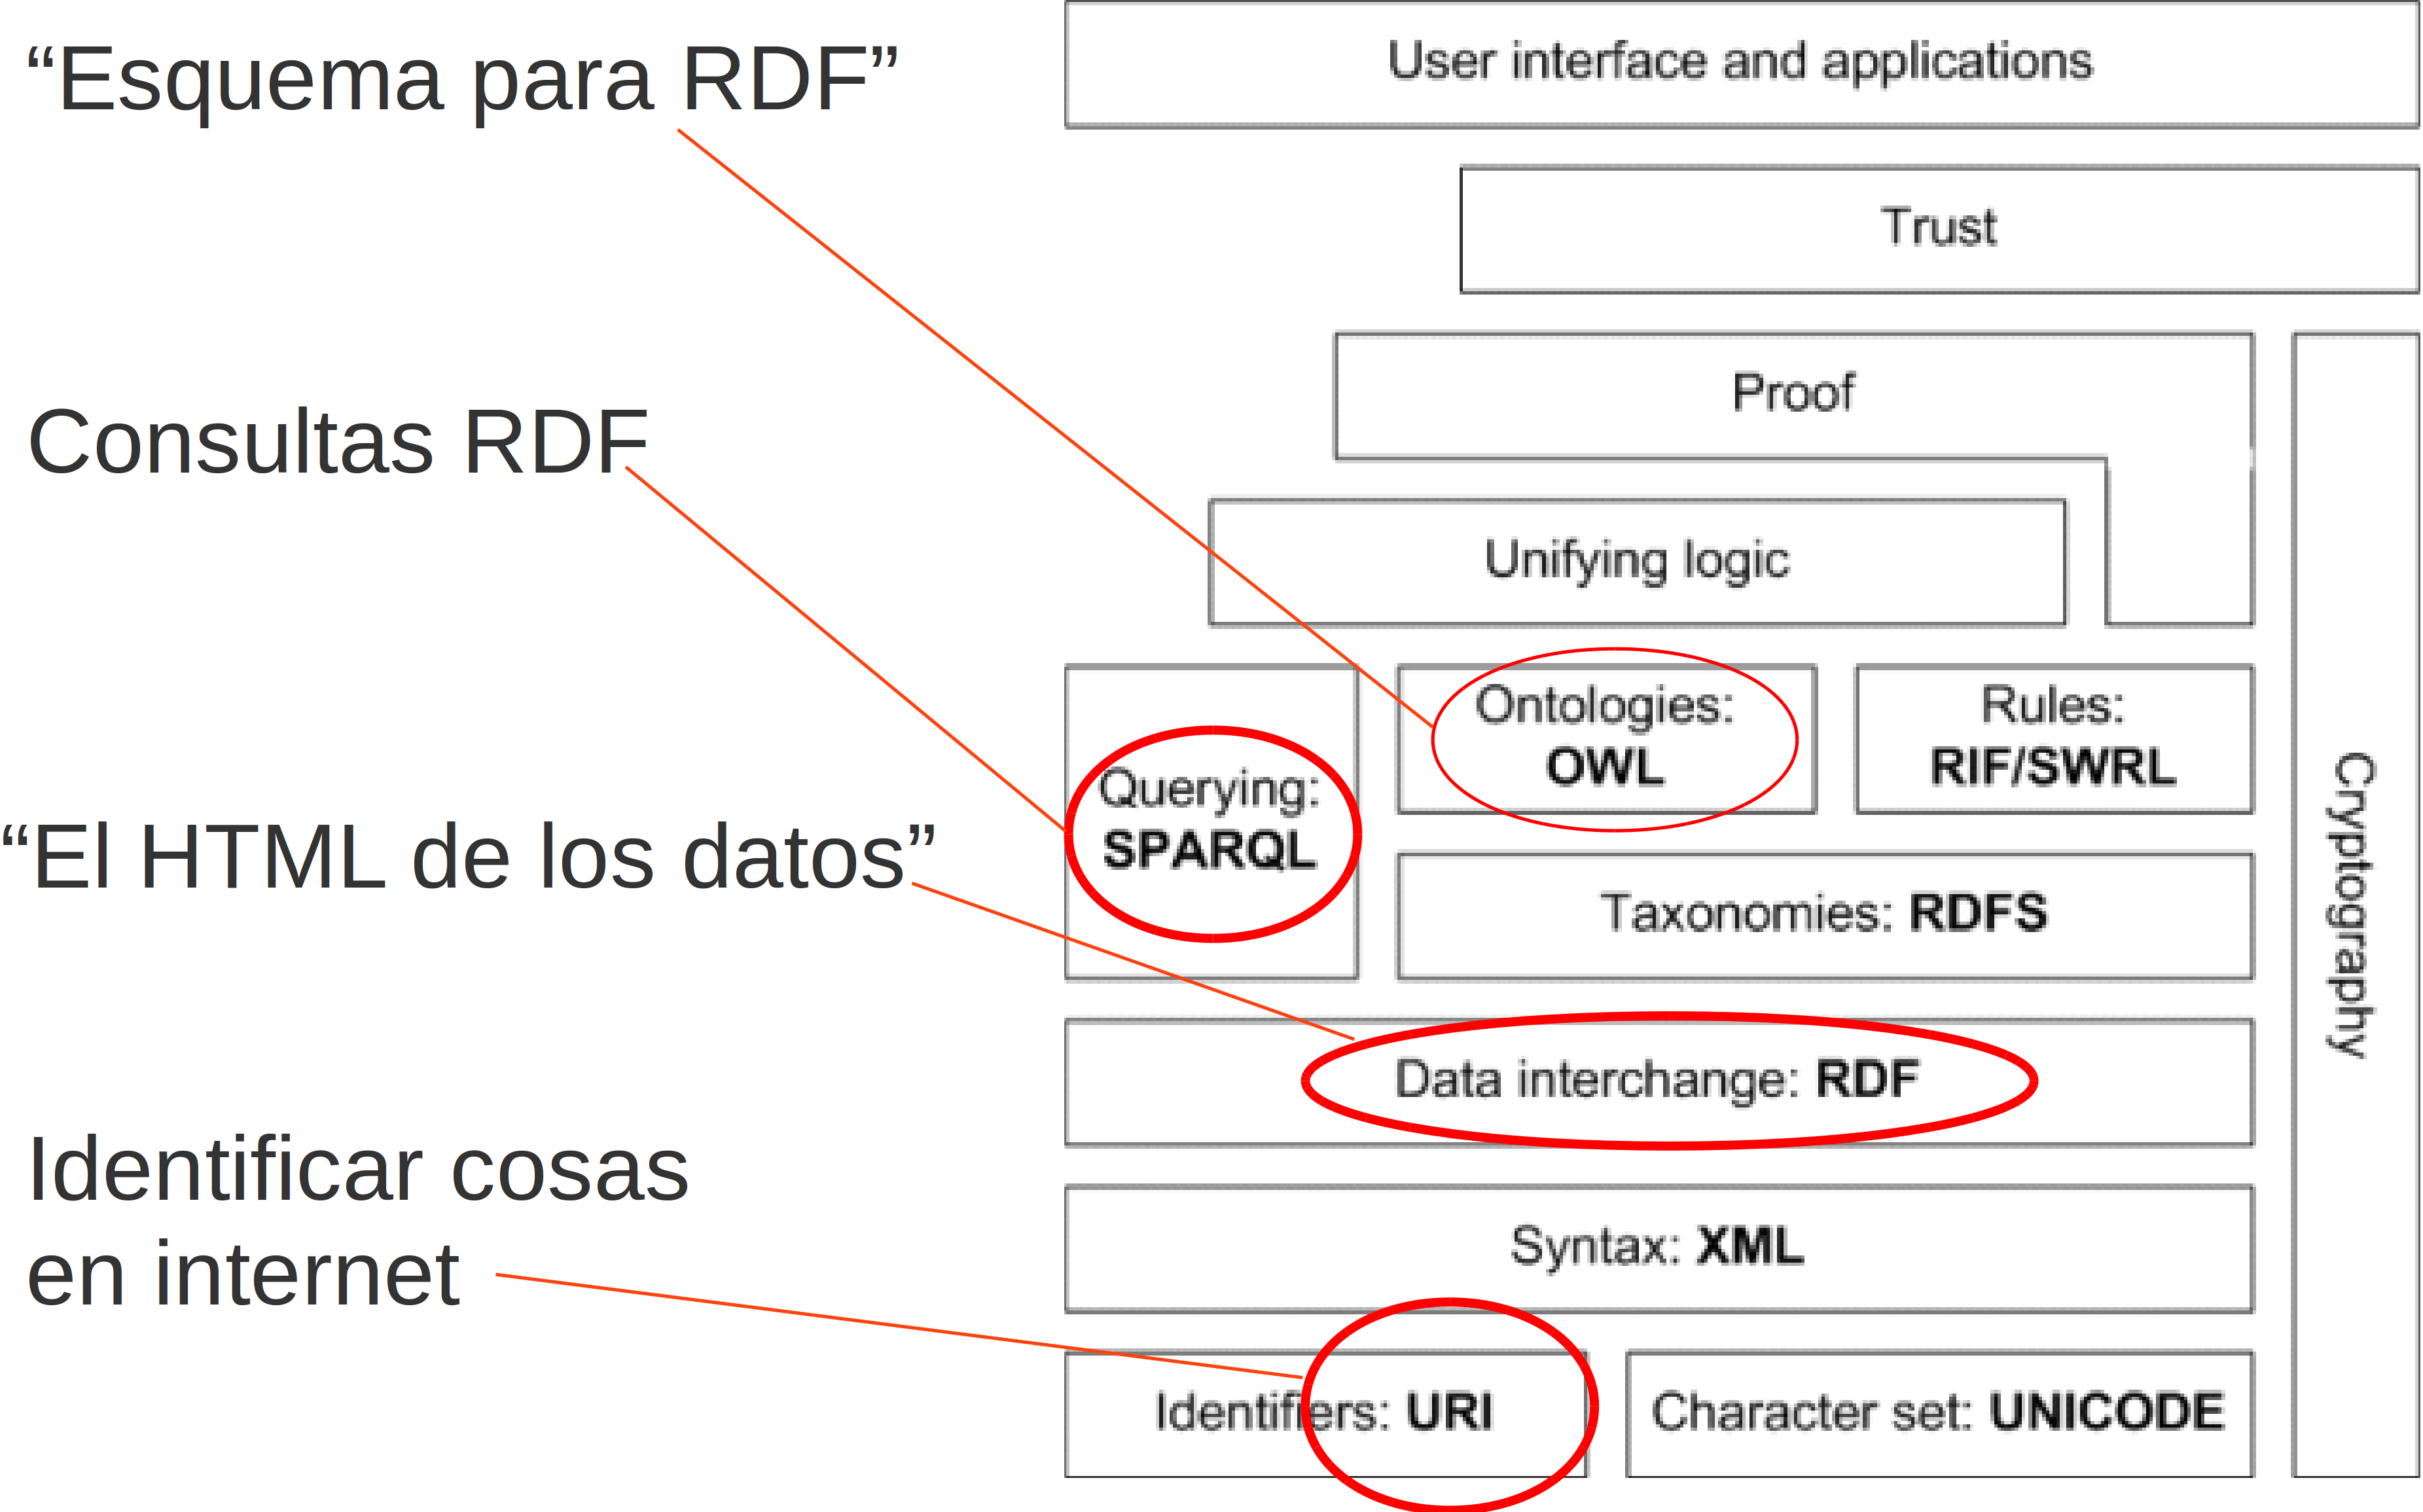 “Esquema para RDF”
Consultas RDF
“El HTML de los datos”
Identificar cosas
en internet
User interface and applications
Trust
Proof
Unifying logic
Querying:
SPARQL
Ontologies:
OWL
Rules:
RIF/SWRL
Taxonomies: RDFS
Data interchange: RDF
Syntax: XML
Identifiers: URI
Character set: UNICODE
Cryptography